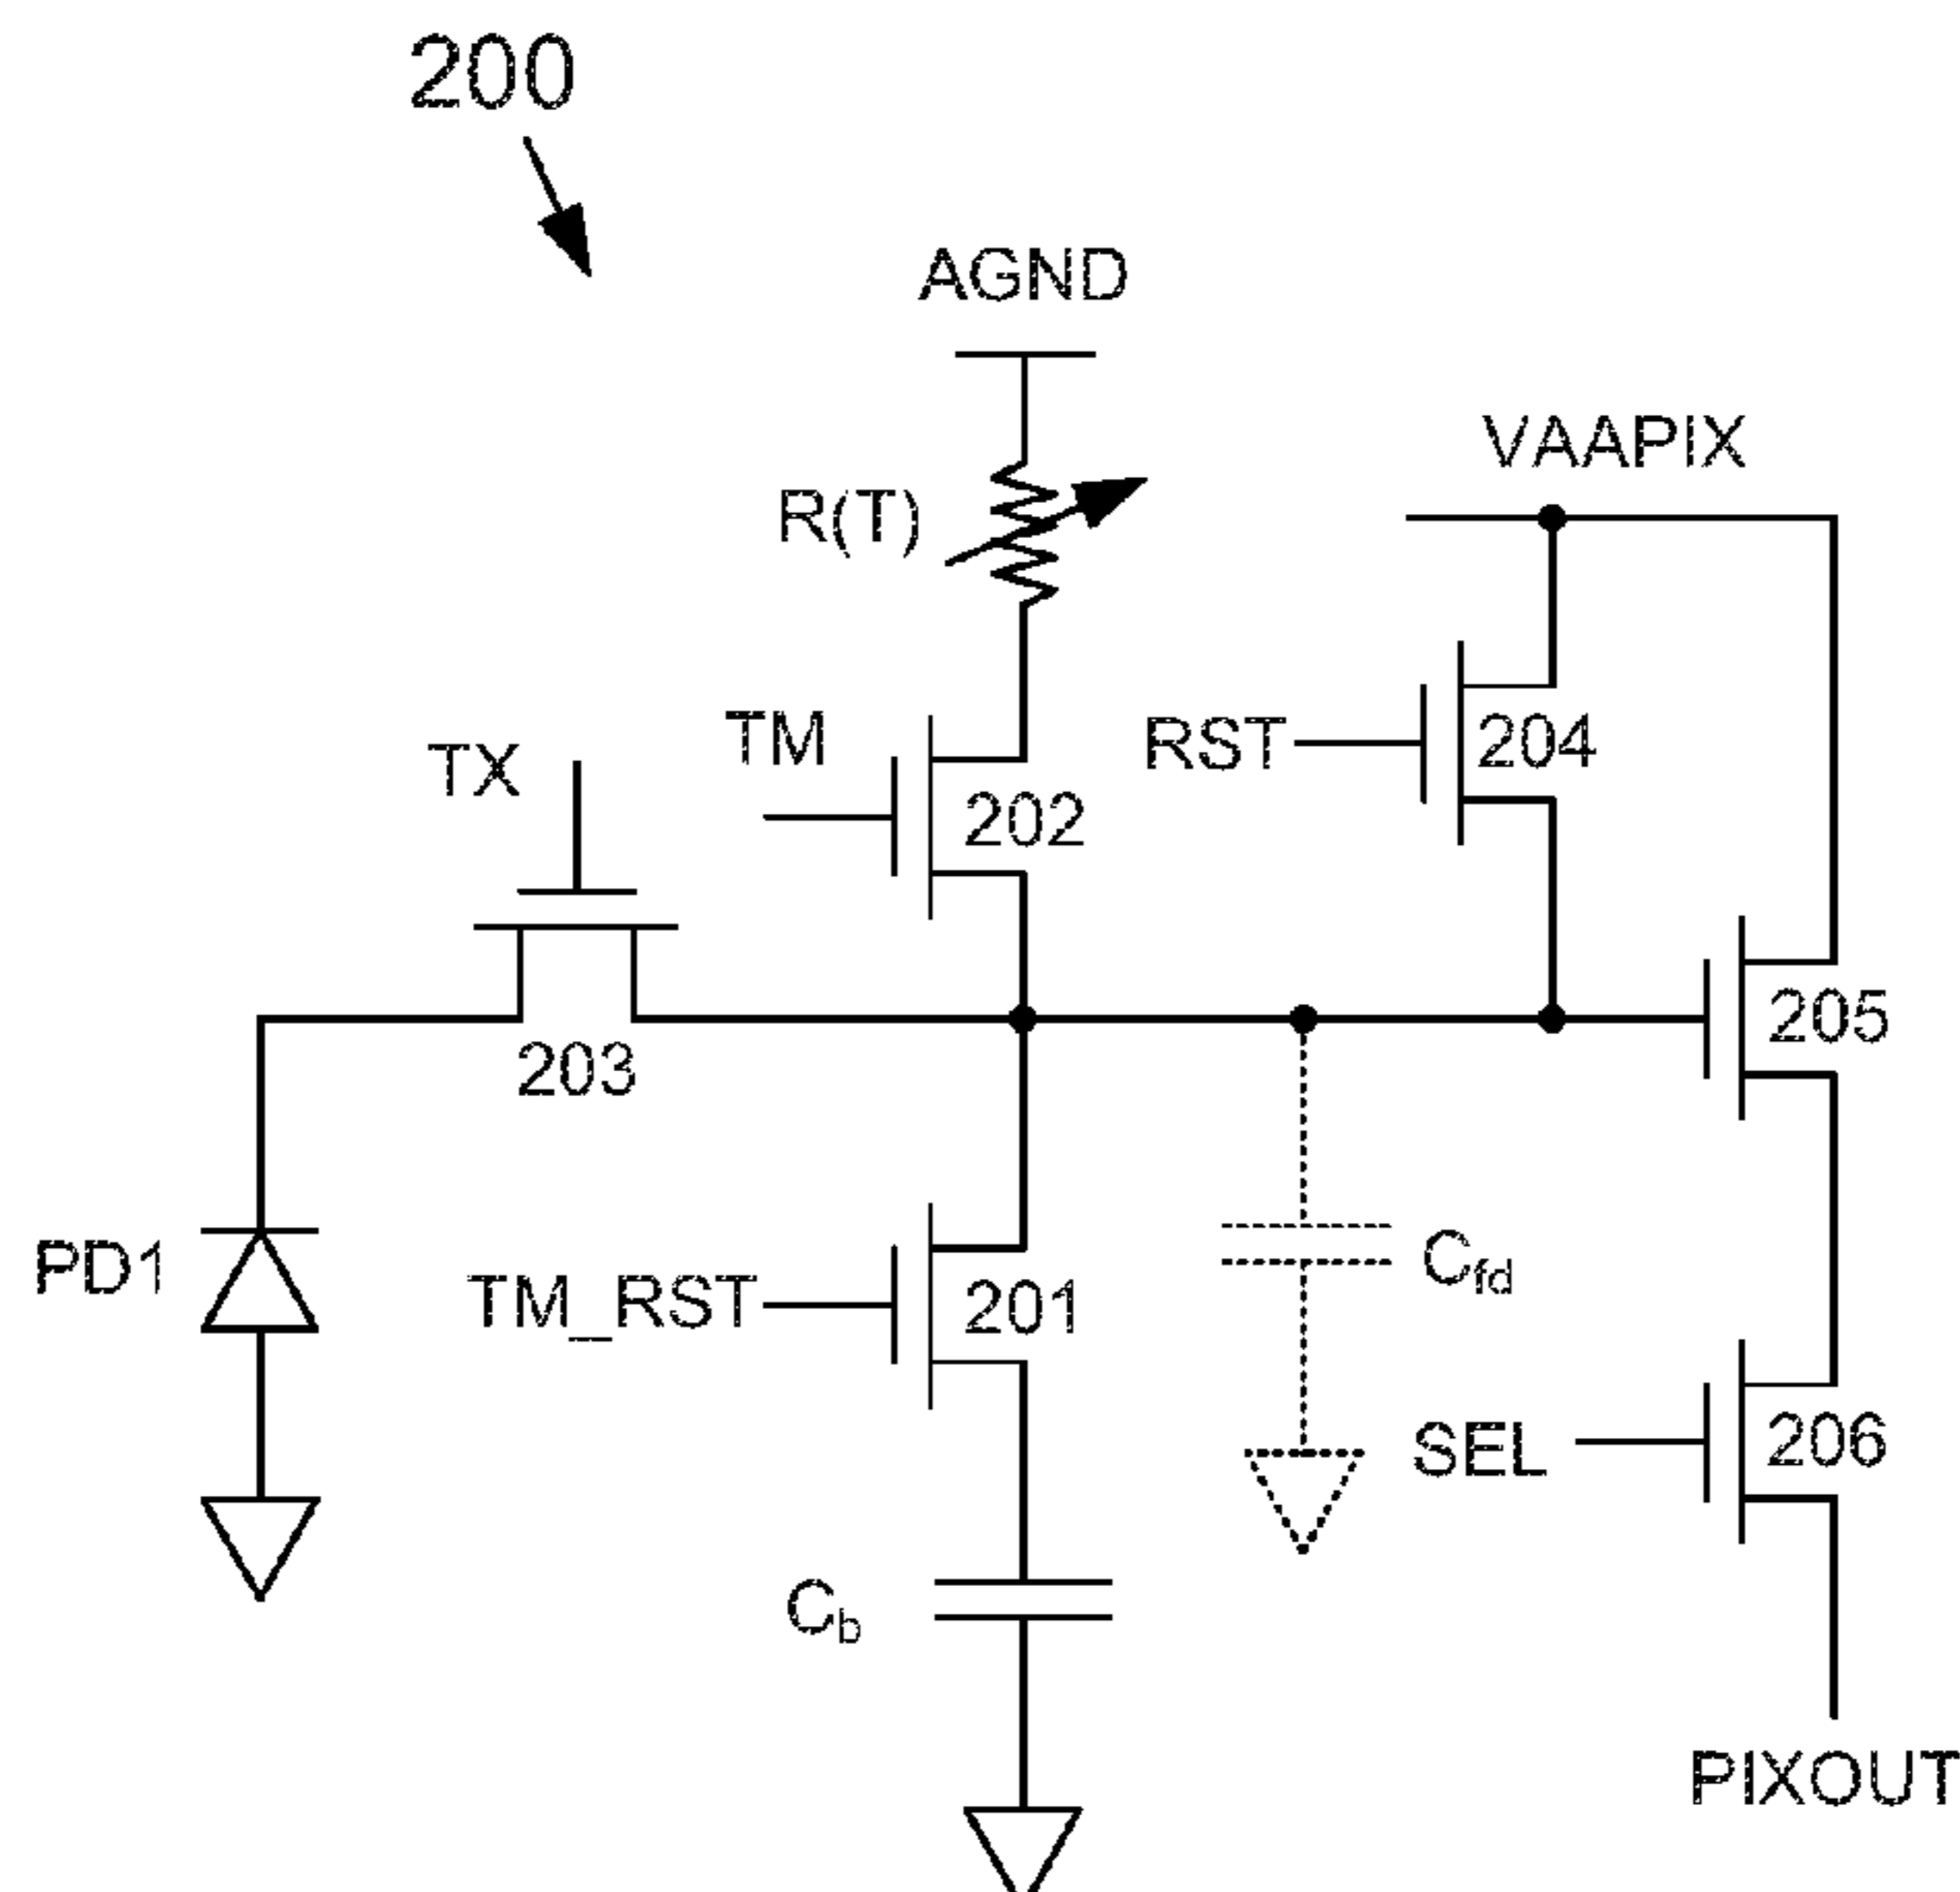 200
AGND
VAAPIX
R(T)
TM
RST
204
TX
202
205
203
PD1
TM_RST
201
Cfd
SEL
206
Cb
PIXOUT